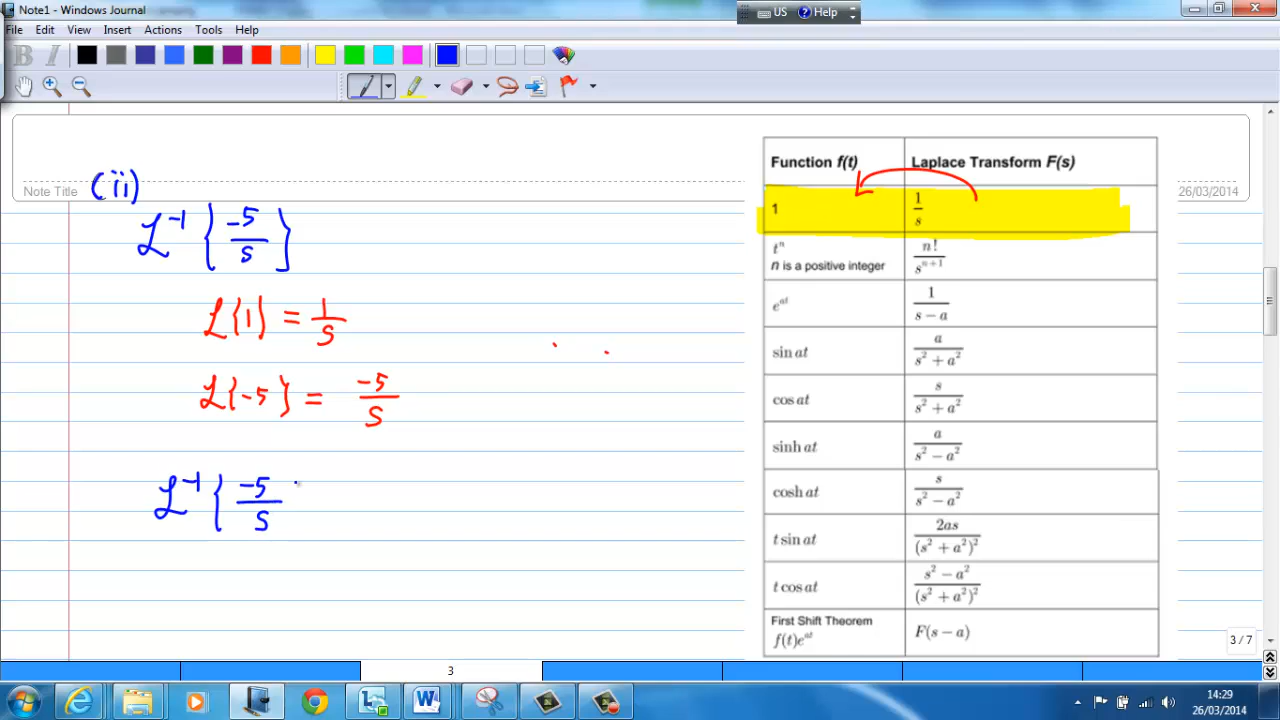 Note1 - Windows Journal
US Help
File Edit View Insert Actions Tools Help
B I
Note Title
26/03/2014
(ii)
ℒ⁻¹ { -5/s }
ℒ{1} = 1/s
ℒ{-5} = -5/s
ℒ⁻¹ { -5/s
Function f(t) Laplace Transform F(s)
1 1/s
tⁿ n is a positive integer n!/sⁿ⁺¹
eᵃᵗ 1/(s − a)
sin at a/(s² + a²)
cos at s/(s² + a²)
sinh at a/(s² − a²)
cosh at s/(s² − a²)
t sin at 2as/(s² + a²)²
t cos at (s² − a²)/(s² + a²)²
First Shift Theorem
f(t)eᵃᵗ F(s − a)
3 / 7
3
14:29
26/03/2014